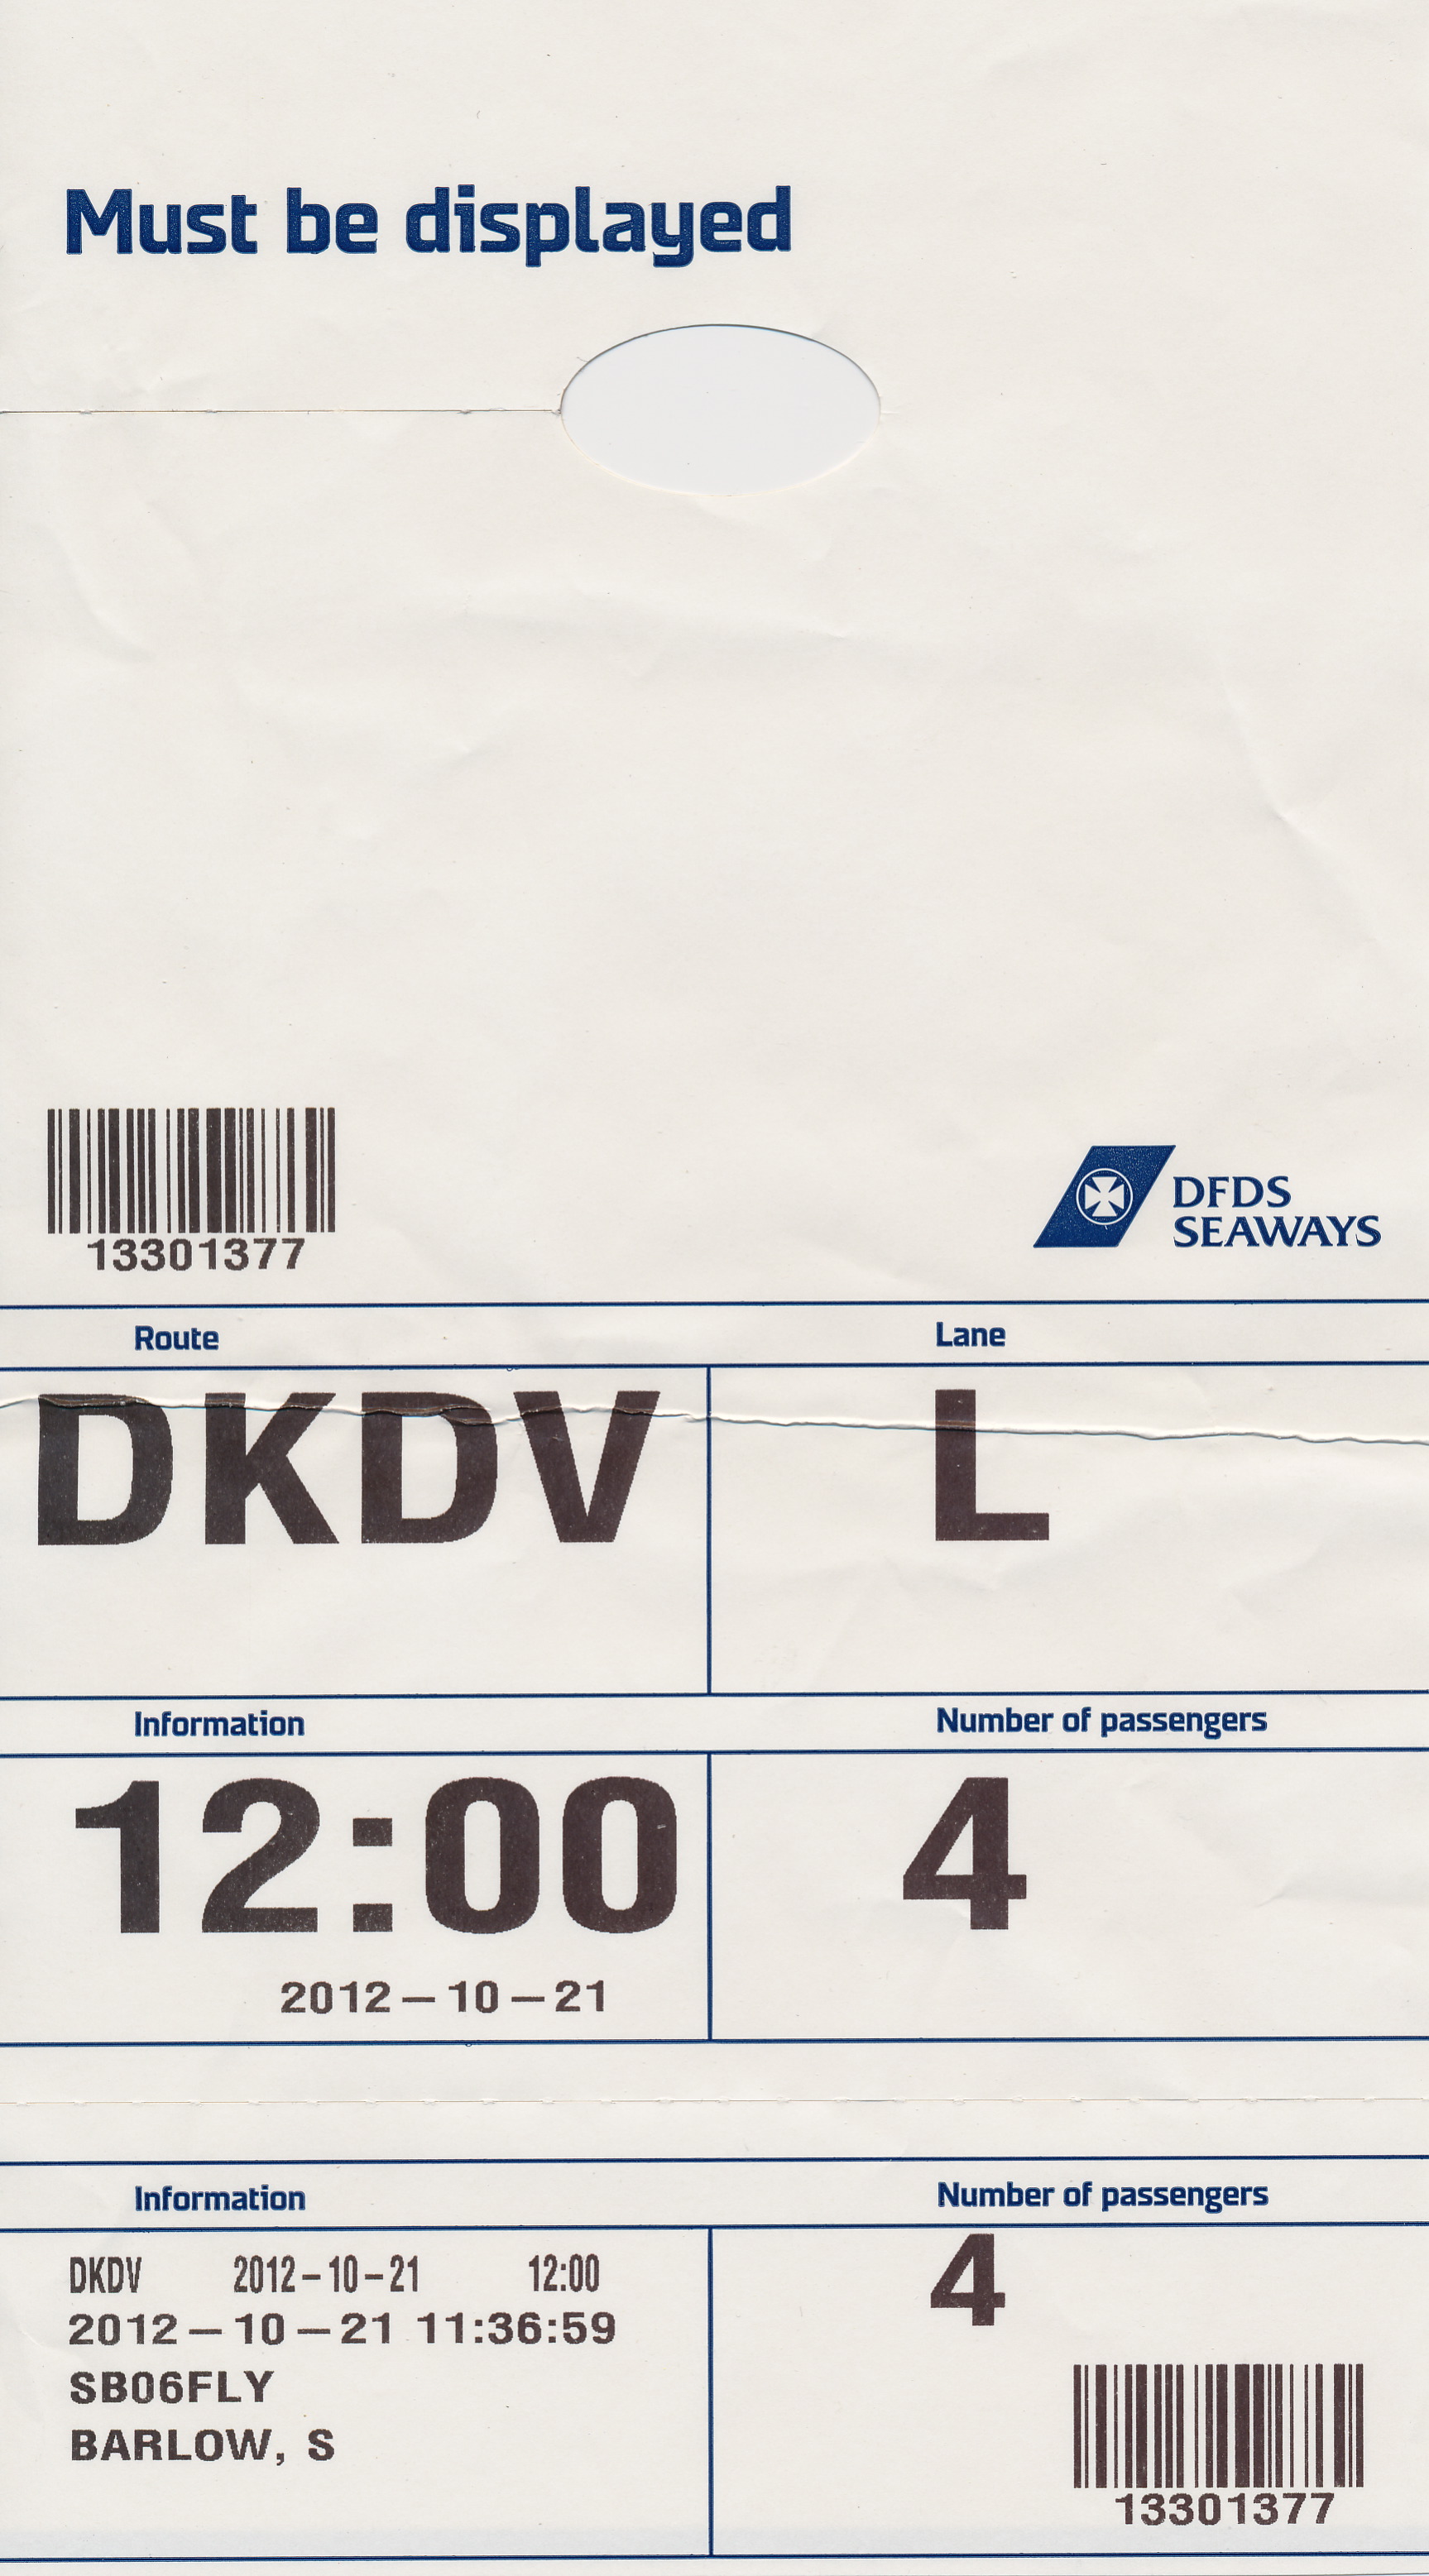 Must be displayed
13301377
DFDS
SEAWAYS
Route Lane
DKDV L
Information Number of passengers
12:00 4
2012-10-21
Information Number of passengers
DKDV 2012-10-21 12:00 4
2012-10-21 11:36:59
SB06FLY
BARLOW, S
13301377